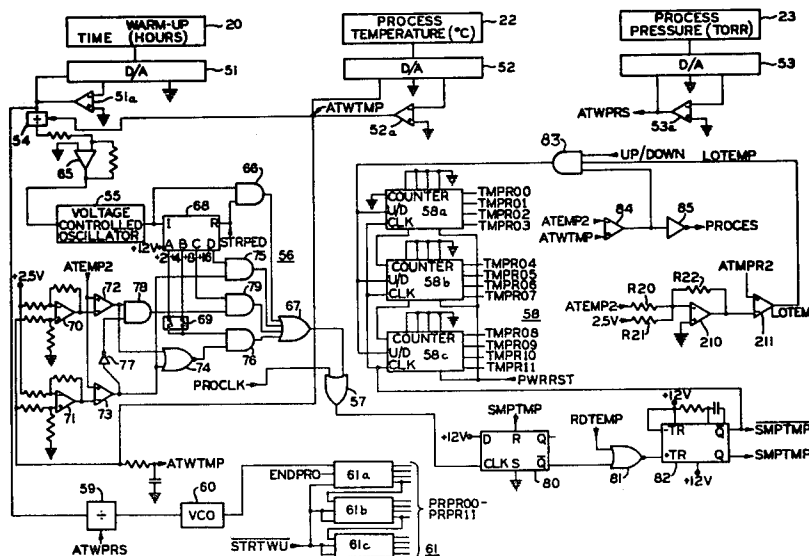 WARM-UP
TIME (HOURS)
20
D/A
51
51a
54
÷
65
PROCESS
TEMPERATURE (°C)
22
D/A
52
52a
ATWTMP
PROCESS
PRESSURE (TORR)
23
D/A
53
53a
ATWPRS
55
VOLTAGE
CONTROLLED
OSCILLATOR
66
68
I
R
A B C D
+12V
÷2 ÷4 ÷8 ÷16
STRPED
56
75
79
69
76
67
74
+2.5V
ATEMP2
72
78
70
77
71
73
PROCLK
57
ATWTMP
83
UP/DOWN
LOTEMP
COUNTER
58a
U/D
CLK
TMPR00
TMPR01
TMPR02
TMPR03
COUNTER
58b
U/D
CLK
TMPR04
TMPR05
TMPR06
TMPR07
58
COUNTER
58c
U/D
CLK
TMPR08
TMPR09
TMPR10
TMPR11
PWRRST
ATEMP2
ATWTMP
84
85
PROCES
R22
R20
ATEMP2
2.5V
R21
210
ATMPR2
211
LOTEMP
SMPTMP
+12V
D R Q
CLK S Q
80
RDTEMP
81
+12V
-TR Q
+TR Q
82
+12V
SMPTMP
SMPTMP
59
÷
ATWPRS
60
VCO
ENDPRO
61a
61b
61c
STRTWU
PRPR00-
PRPR11
61